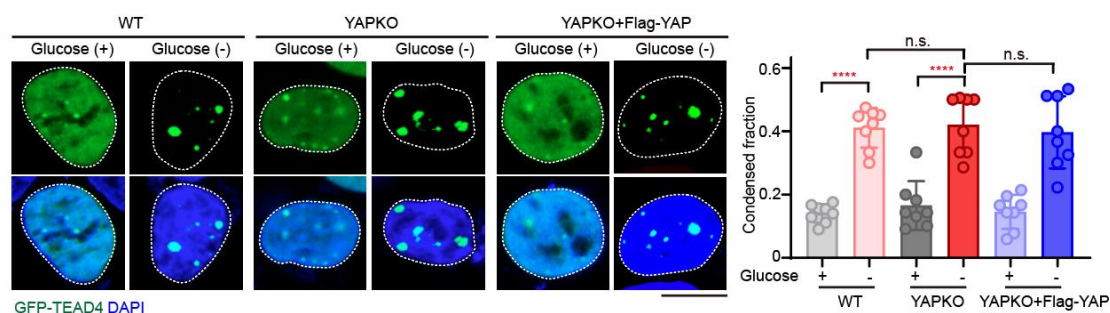 WT YAPKO YAPKO+Flag-YAP
Glucose (+) Glucose (-) Glucose (+) Glucose (-) Glucose (+) Glucose (-)
GFP-TEAD4 DAPI
n.s.
**** **** n.s.
0.6
0.4
0.2
0
Condensed fraction
Glucose + - + - + -
WT YAPKO YAPKO+Flag-YAP